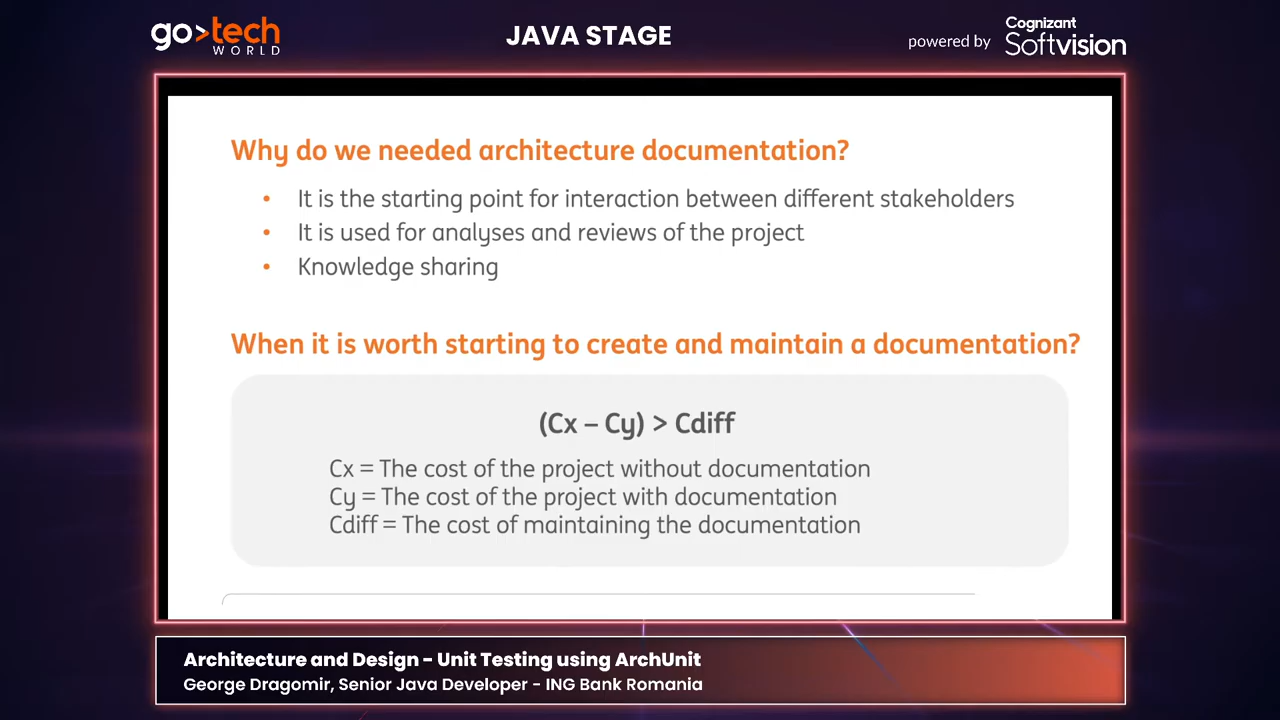 go>tech
WORLD
JAVA STAGE
powered by
Cognizant
Softvision
Why do we needed architecture documentation?
• It is the starting point for interaction between different stakeholders
• It is used for analyses and reviews of the project
• Knowledge sharing
When it is worth starting to create and maintain a documentation?
(Cx – Cy) > Cdiff
Cx = The cost of the project without documentation
Cy = The cost of the project with documentation
Cdiff = The cost of maintaining the documentation
Architecture and Design – Unit Testing using ArchUnit
George Dragomir, Senior Java Developer - ING Bank Romania